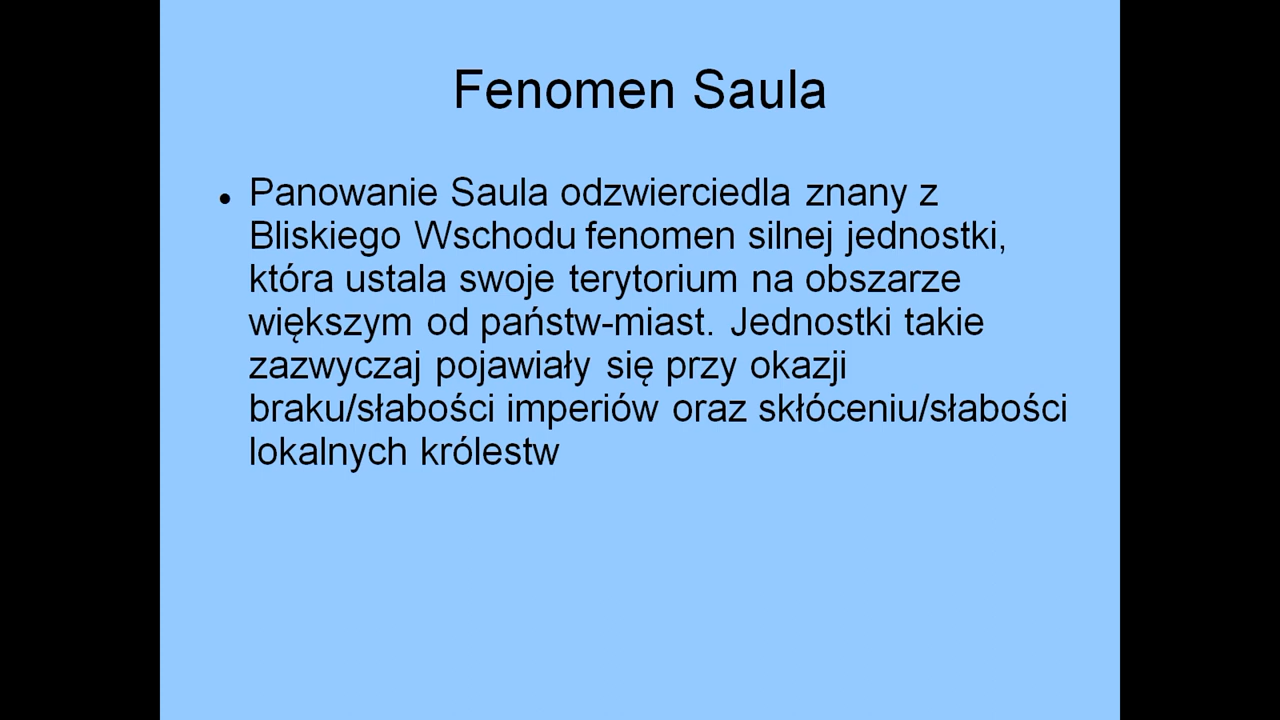 Fenomen Saula
• Panowanie Saula odzwierciedla znany z
Bliskiego Wschodu fenomen silnej jednostki,
która ustala swoje terytorium na obszarze
większym od państw-miast. Jednostki takie
zazwyczaj pojawiały się przy okazji
braku/słabości imperiów oraz skłóceniu/słabości
lokalnych królestw